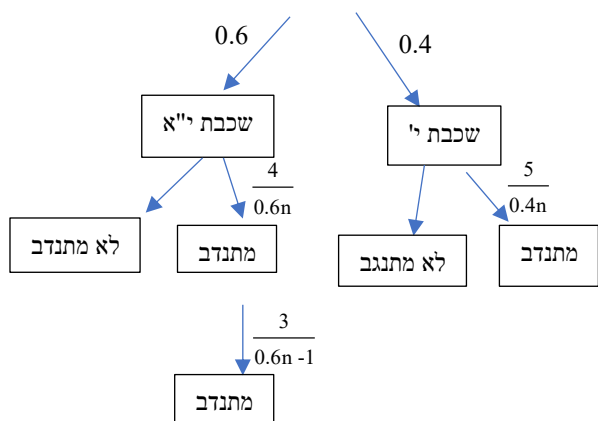 0.6
0.4
שכבת י"א
שכבת י'
4
0.6n
5
0.4n
לא מתנדב
מתנדב
לא מתנגב
מתנדב
3
0.6n -1
מתנדב